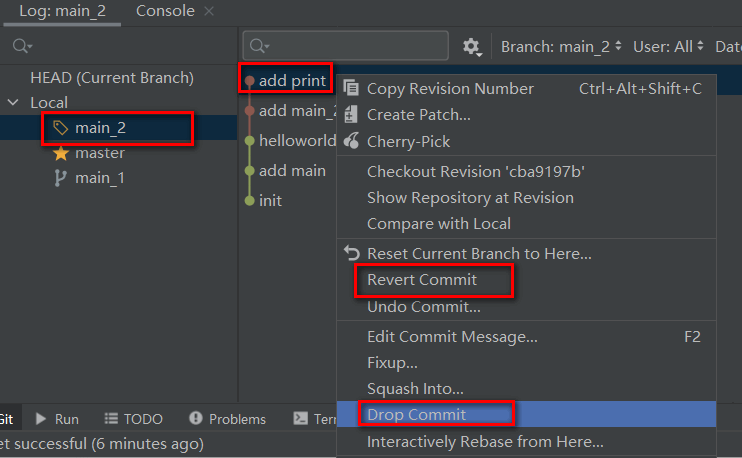 Log: main_2 Console
Branch: main_2 User: All Date
HEAD (Current Branch)
Local
main_2
master
main_1
add print
add main_2
helloworld
add main
init
Copy Revision Number Ctrl+Alt+Shift+C
Create Patch...
Cherry-Pick
Checkout Revision 'cba9197b'
Show Repository at Revision
Compare with Local
Reset Current Branch to Here...
Revert Commit
Undo Commit...
Edit Commit Message... F2
Fixup...
Squash Into...
Drop Commit
Interactively Rebase from Here...
Git Run TODO Problems Term
et successful (6 minutes ago)